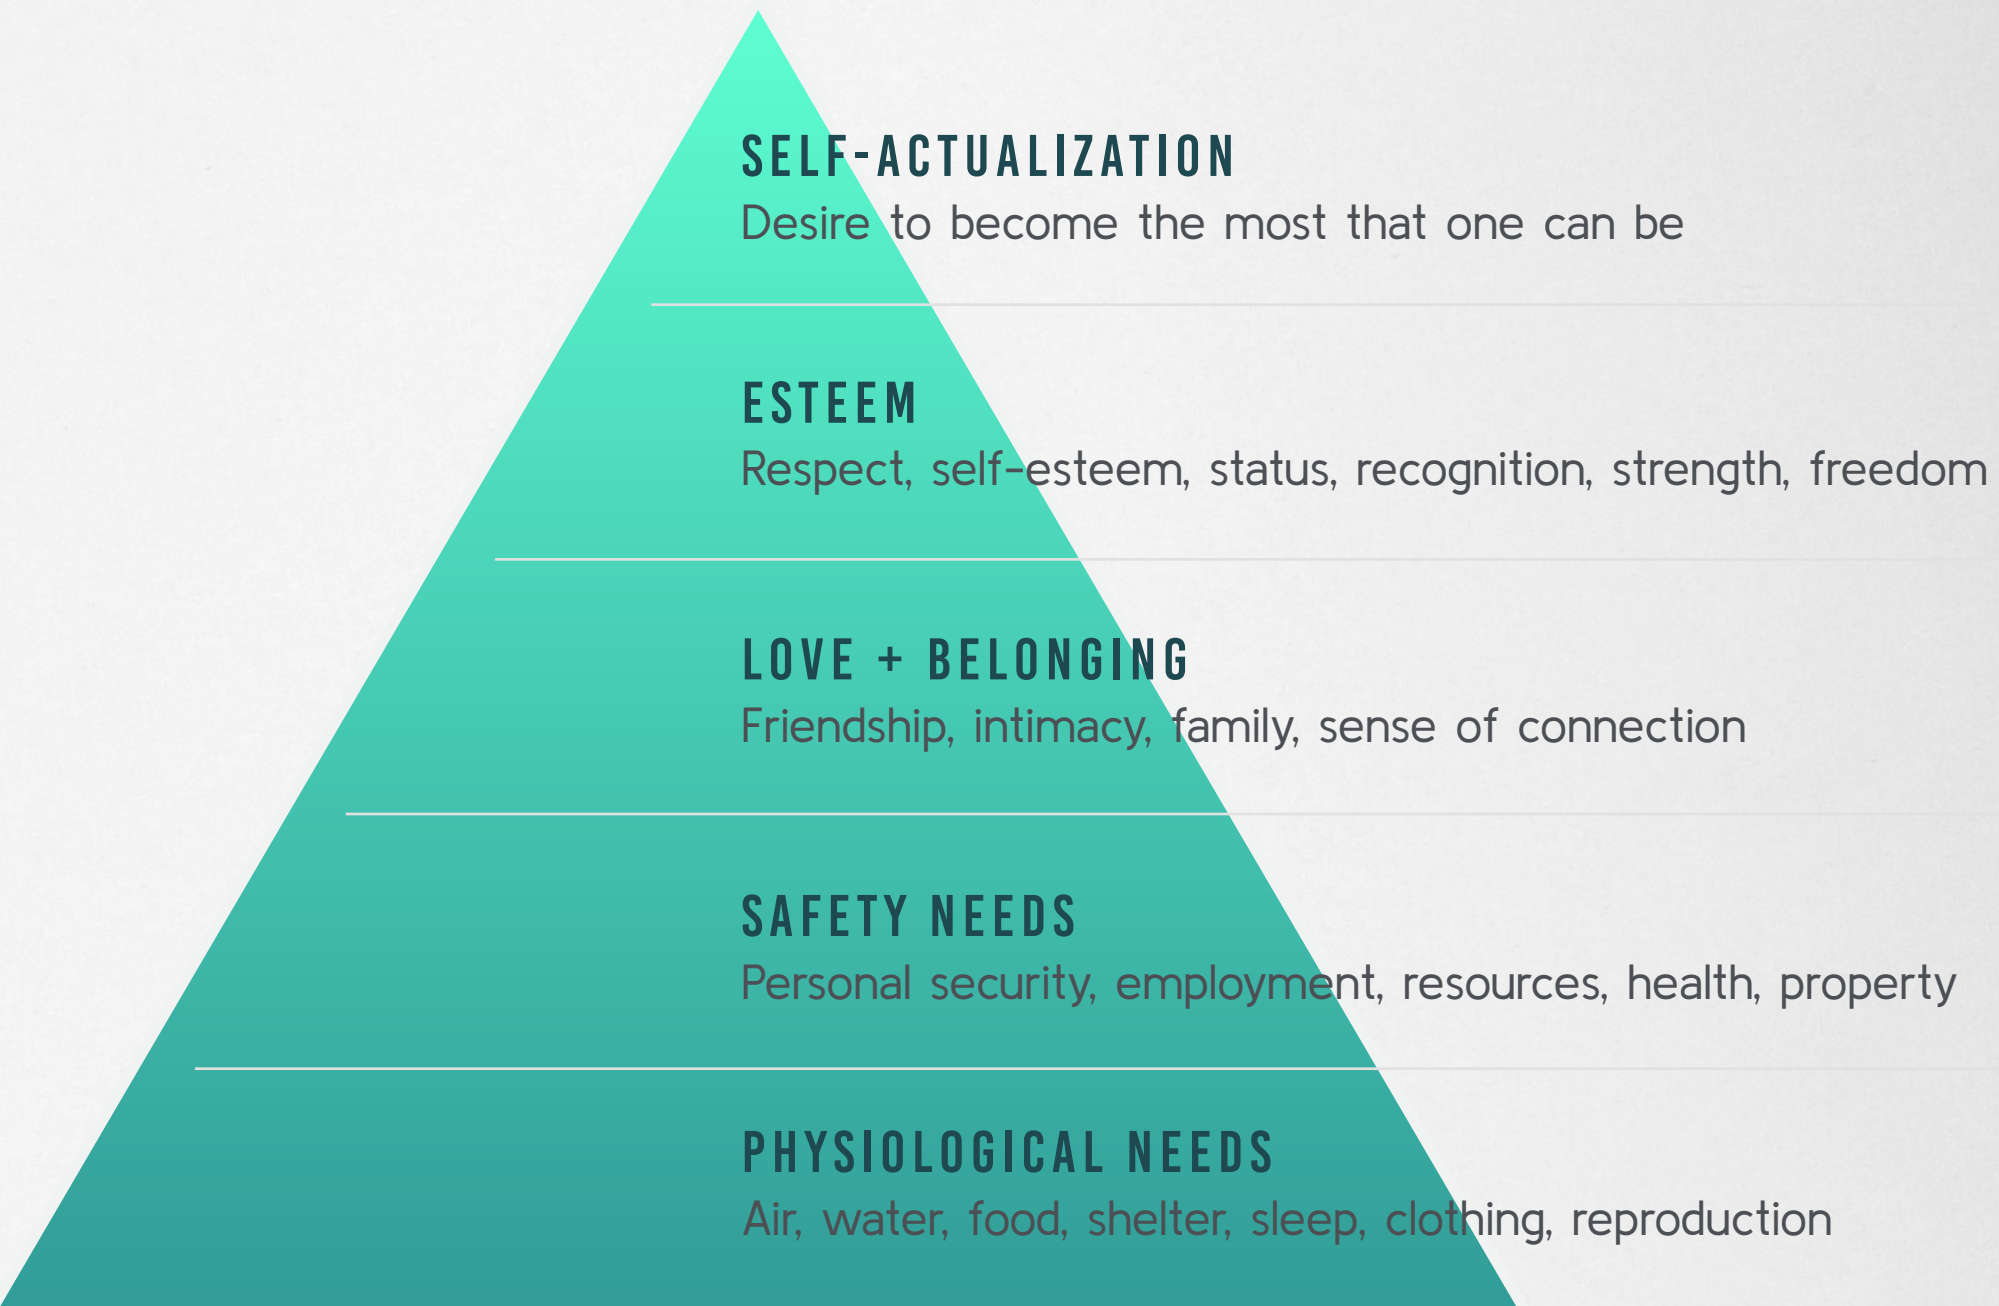 SELF-ACTUALIZATION
Desire to become the most that one can be
ESTEEM
Respect, self-esteem, status, recognition, strength, freedom
LOVE + BELONGING
Friendship, intimacy, family, sense of connection
SAFETY NEEDS
Personal security, employment, resources, health, property
PHYSIOLOGICAL NEEDS
Air, water, food, shelter, sleep, clothing, reproduction